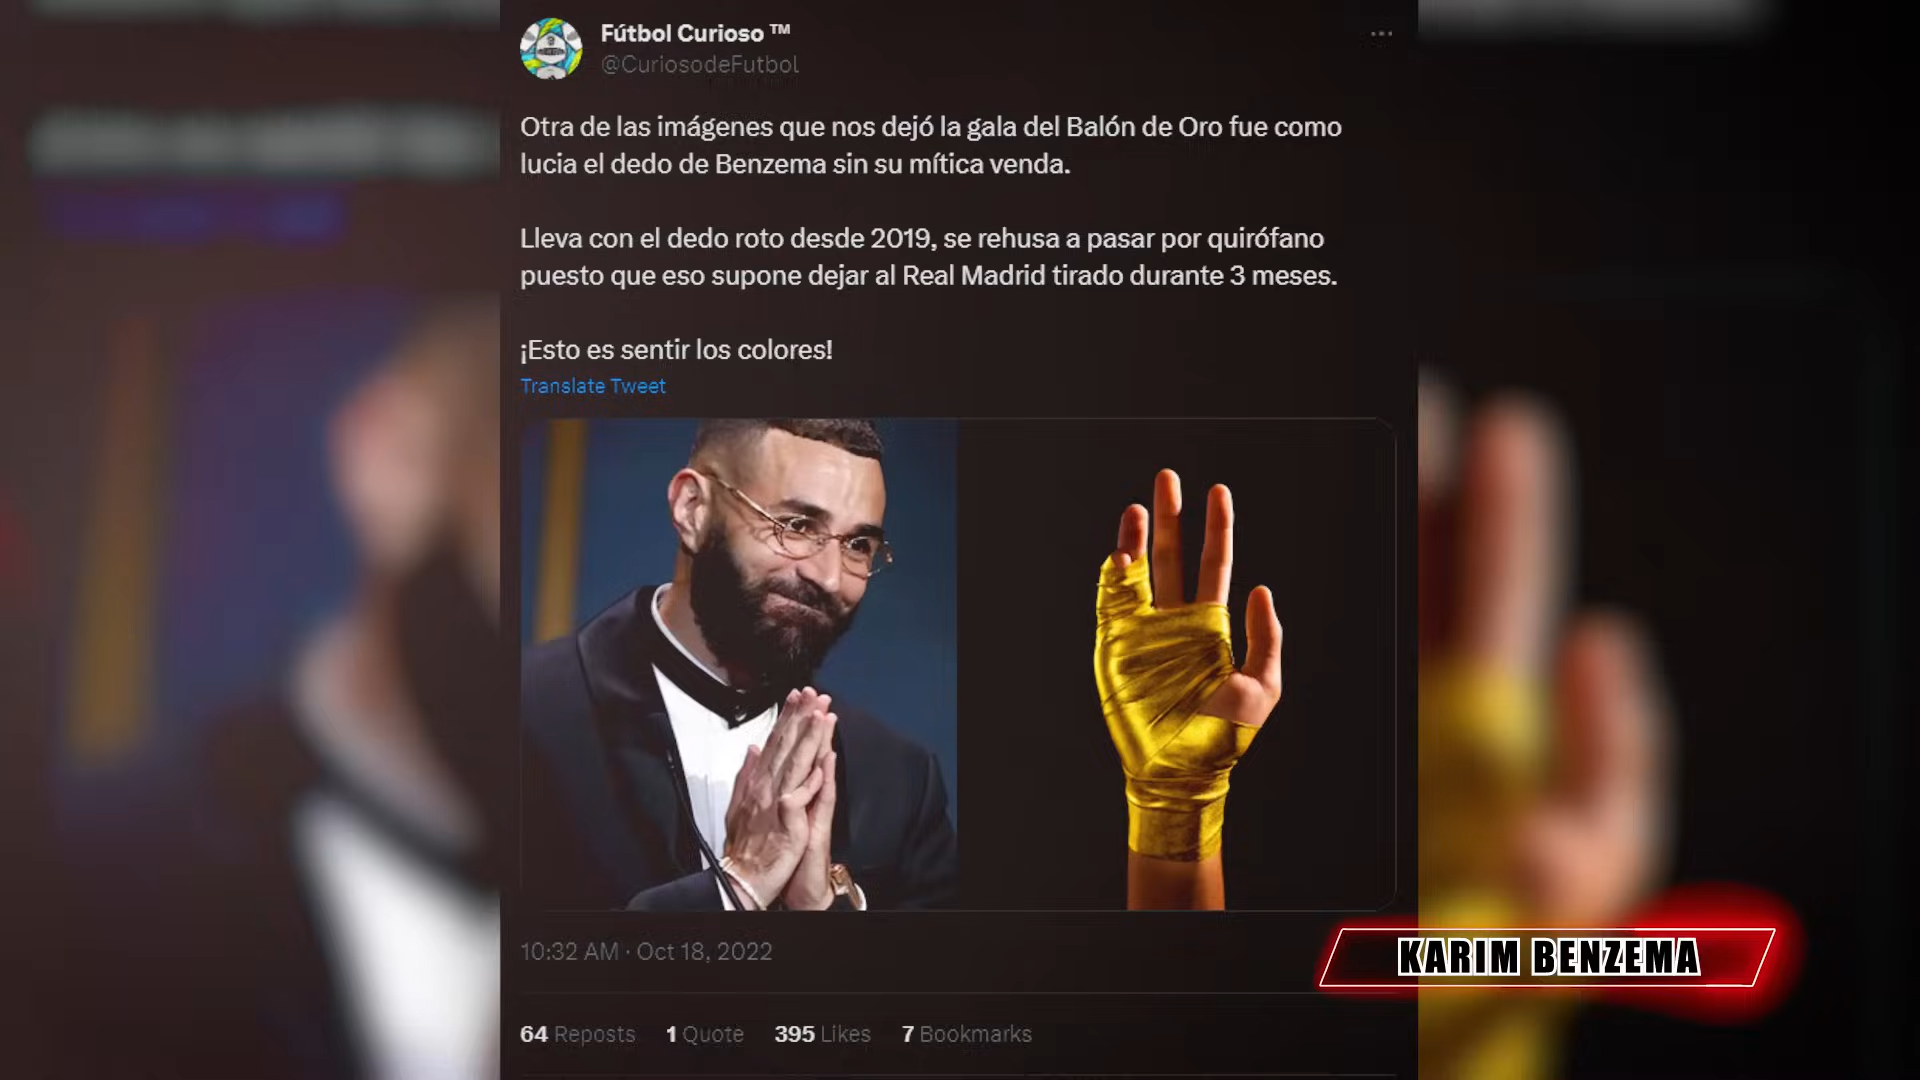 Fútbol Curioso ™
@CuriosodeFutbol
Otra de las imágenes que nos dejó la gala del Balón de Oro fue como
lucia el dedo de Benzema sin su mítica venda.
Lleva con el dedo roto desde 2019, se rehusa a pasar por quirófano
puesto que eso supone dejar al Real Madrid tirado durante 3 meses.
¡Esto es sentir los colores!
Translate Tweet
10:32 AM · Oct 18, 2022
KARIM BENZEMA
64 Reposts 1 Quote 395 Likes 7 Bookmarks